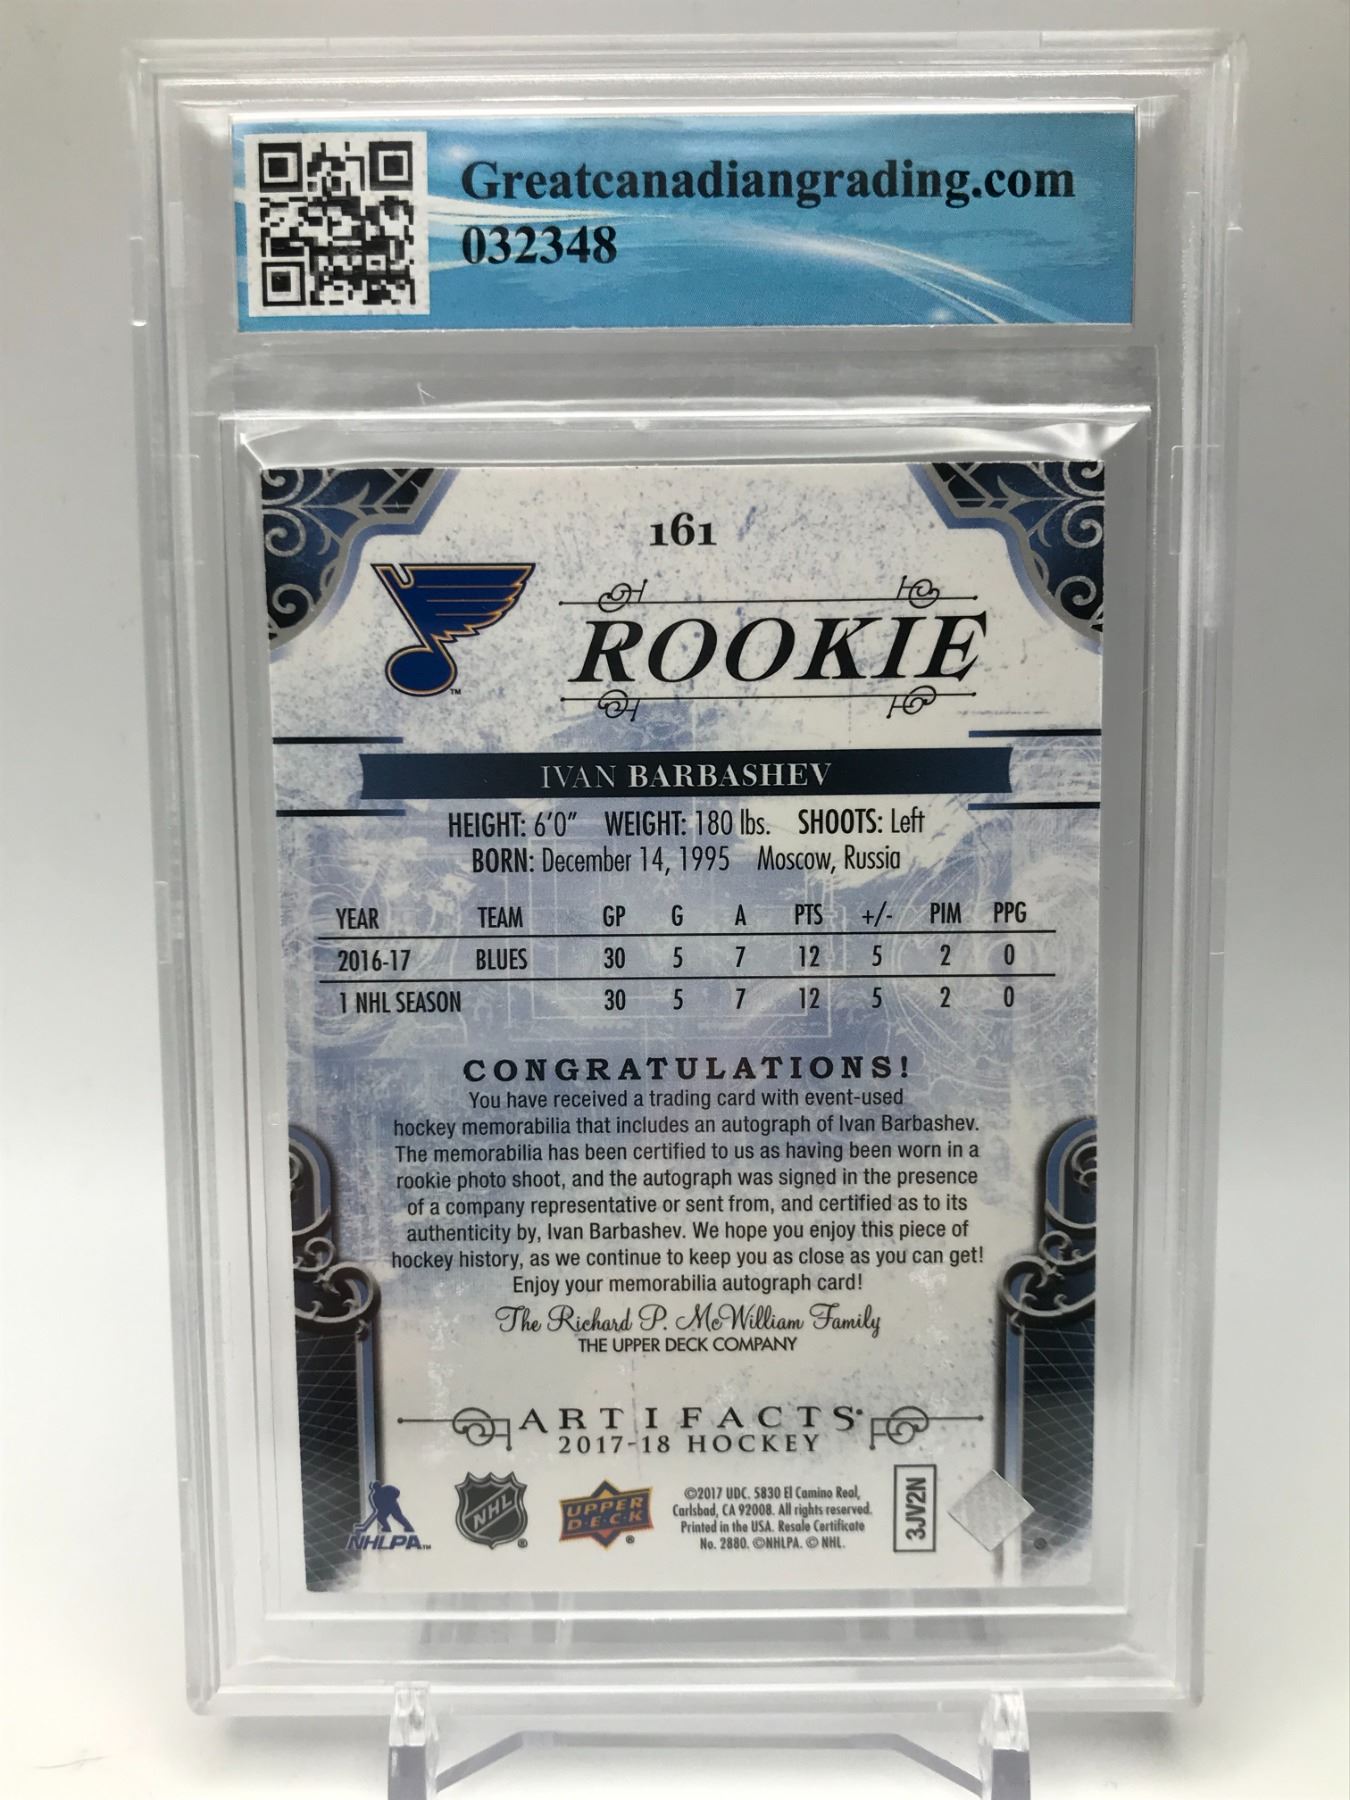 Greatcanadiangrading.com
032348
161
ROOKIE
TM
IVAN BARBASHEV
HEIGHT: 6'0" WEIGHT: 180 lbs. SHOOTS: Left
BORN: December 14, 1995 Moscow, Russia
YEAR TEAM GP G A PTS +/- PIM PPG
2016-17 BLUES 30 5 7 12 5 2 0
1 NHL SEASON 30 5 7 12 5 2 0
CONGRATULATIONS!
You have received a trading card with event-used
hockey memorabilia that includes an autograph of Ivan Barbashev.
The memorabilia has been certified to us as having been worn in a
rookie photo shoot, and the autograph was signed in the presence
of a company representative or sent from, and certified as to its
authenticity by, Ivan Barbashev. We hope you enjoy this piece of
hockey history, as we continue to keep you as close as you can get!
Enjoy your memorabilia autograph card!
The Richard P. McWilliam Family
THE UPPER DECK COMPANY
ARTIFACTS
2017-18 HOCKEY
NHLPA™
NHL ®
UPPER
D·E·C·K ®
©2017 UDC. 5830 El Camino Real,
Carlsbad, CA 92008. All rights reserved.
Printed in the USA. Resale Certificate
No. 2880. ©NHLPA. © NHL.
3JV2N